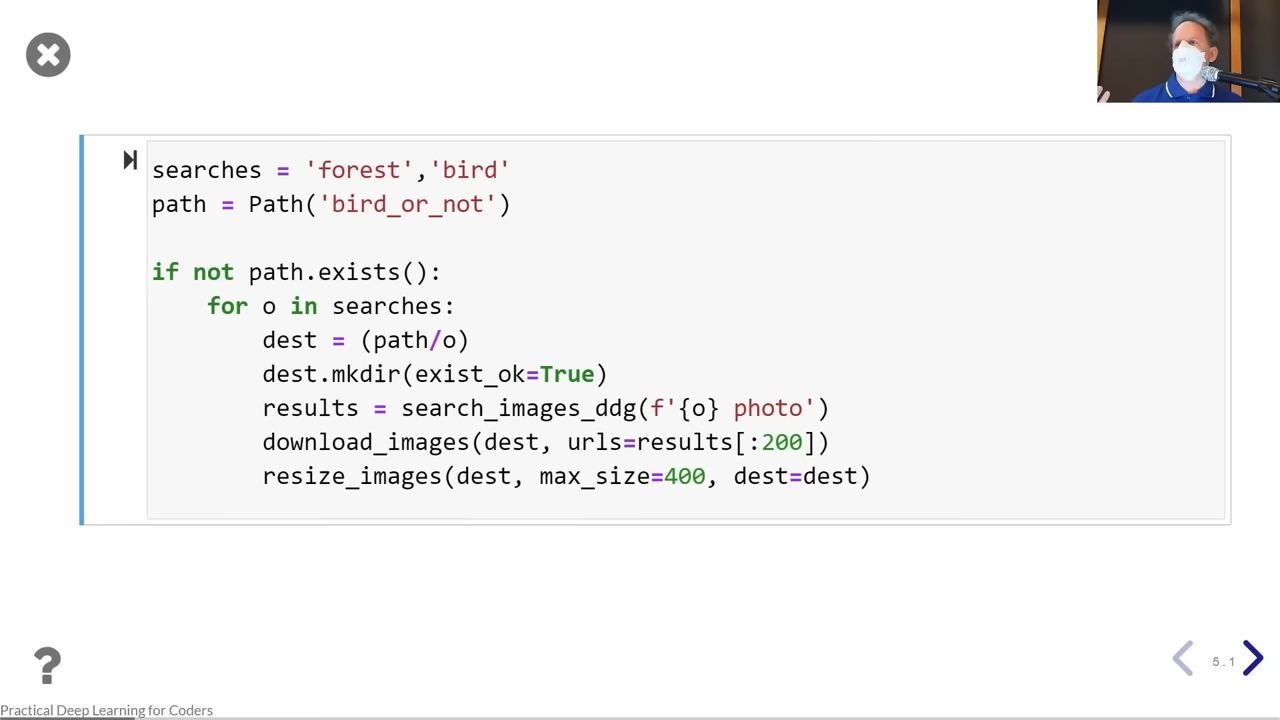 searches = 'forest','bird'
path = Path('bird_or_not')
if not path.exists():
    for o in searches:
        dest = (path/o)
        dest.mkdir(exist_ok=True)
        results = search_images_ddg(f'{o} photo')
        download_images(dest, urls=results[:200])
        resize_images(dest, max_size=400, dest=dest)
?
5.1
Practical Deep Learning for Coders